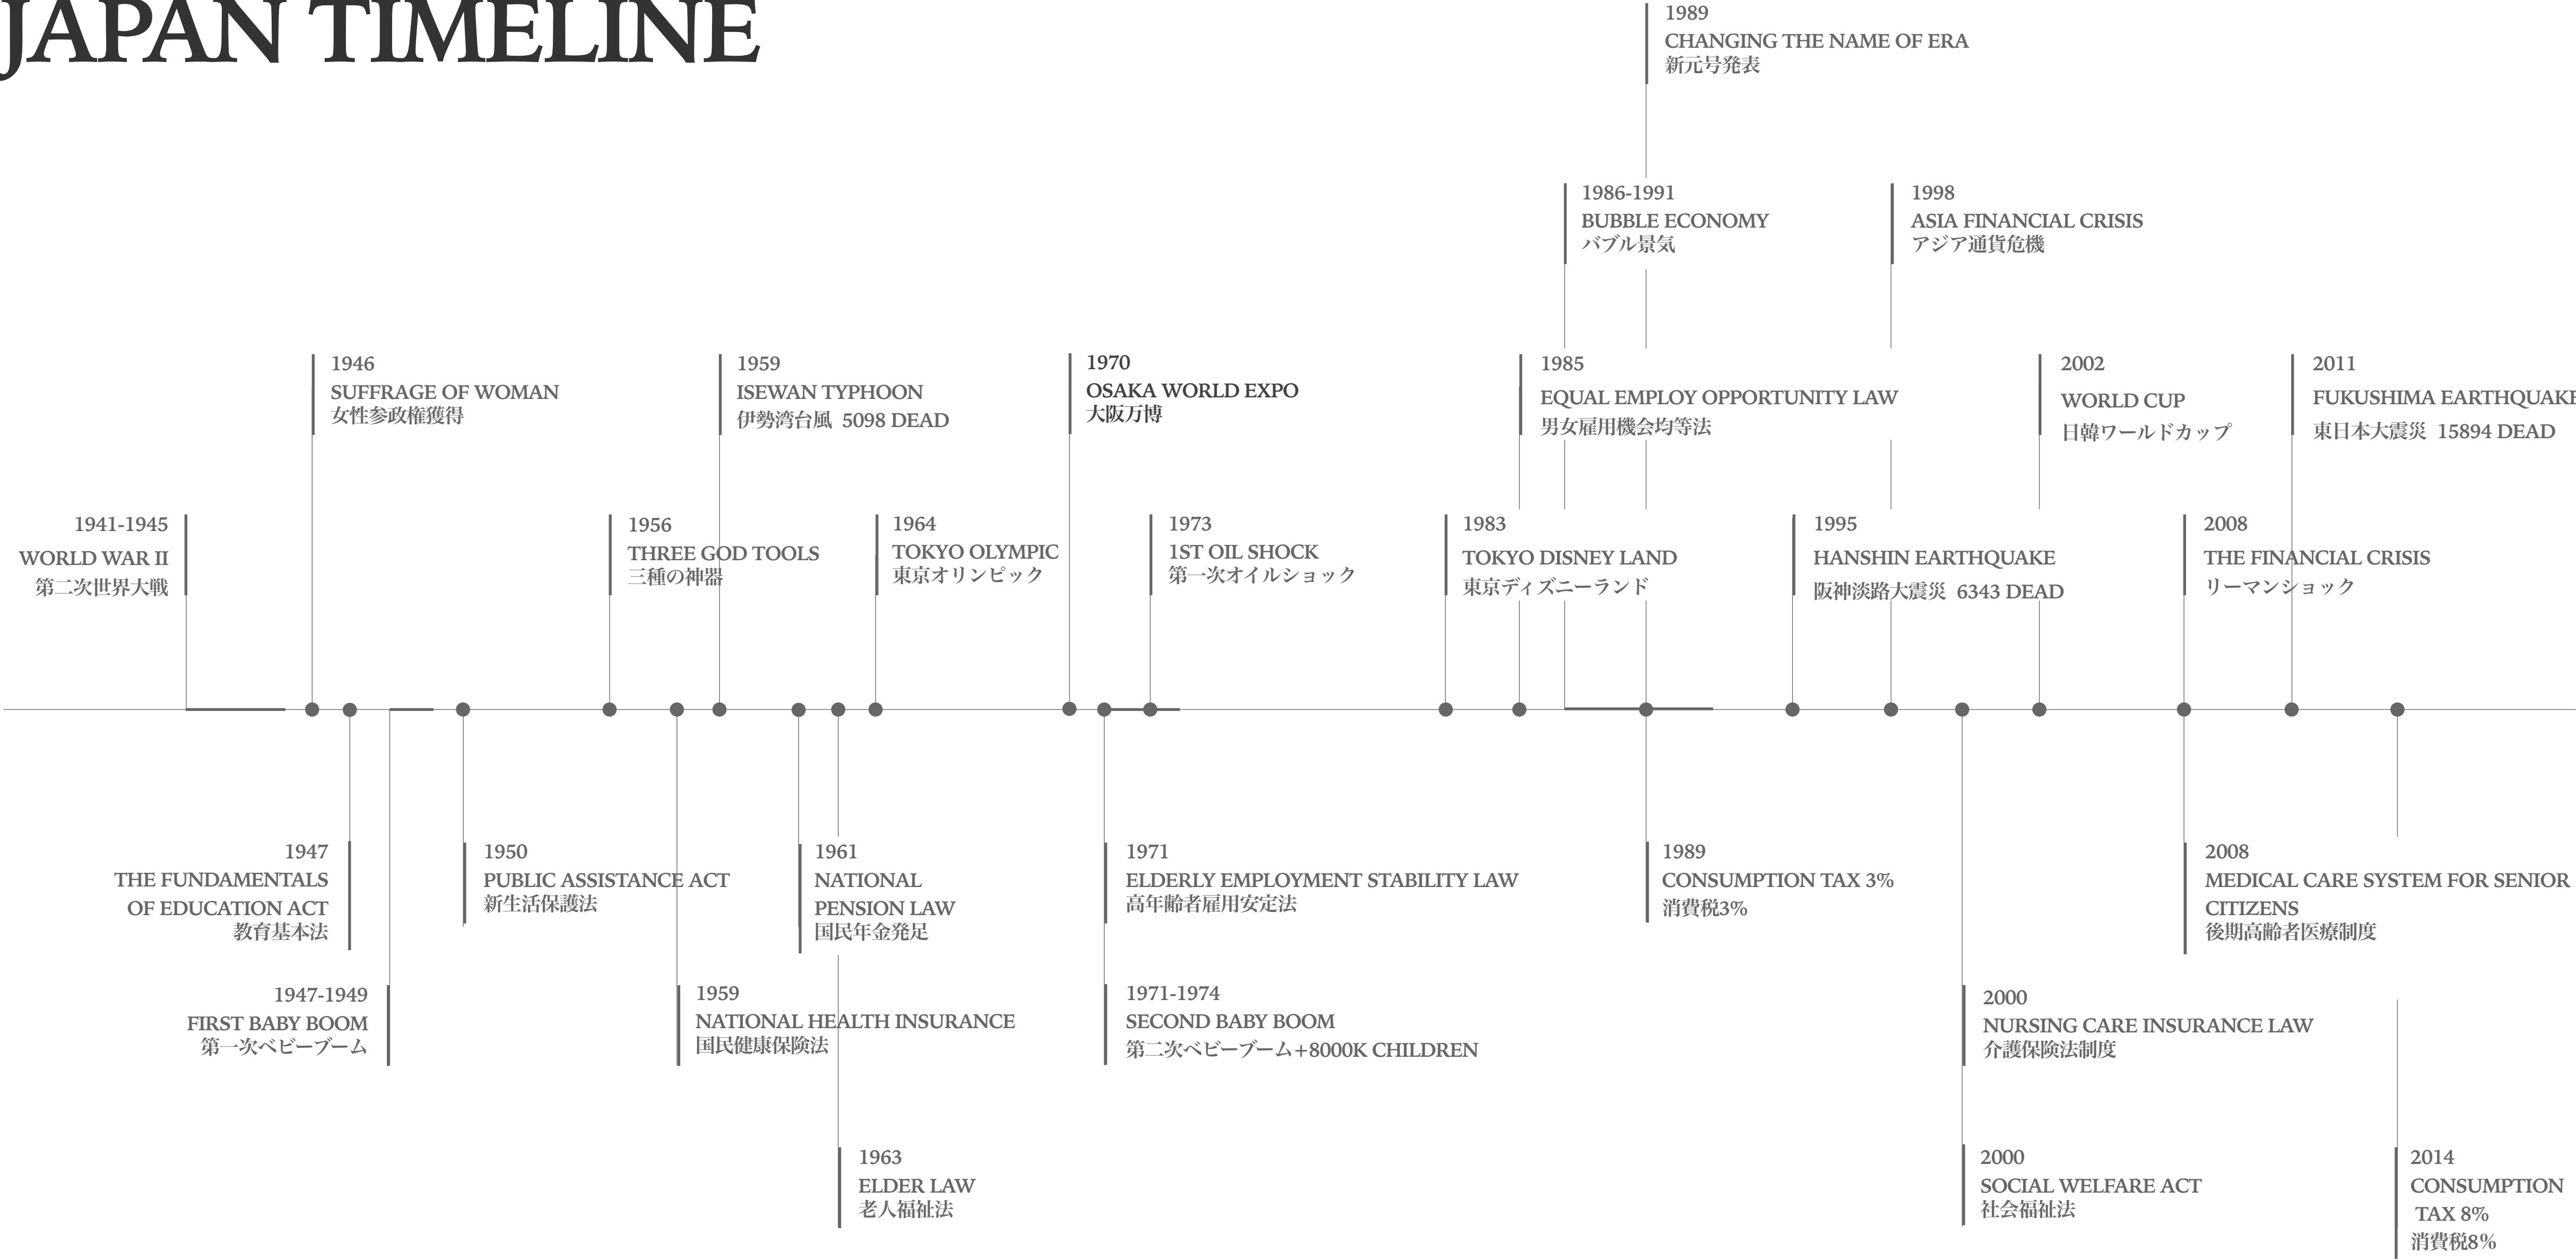 JAPAN TIMELINE
1989
CHANGING THE NAME OF ERA
新元号発表
1986-1991
BUBBLE ECONOMY
バブル景気
1998
ASIA FINANCIAL CRISIS
アジア通貨危機
1946
SUFFRAGE OF WOMAN
女性参政権獲得
1959
ISEWAN TYPHOON
伊勢湾台風 5098 DEAD
1970
OSAKA WORLD EXPO
大阪万博
1985
EQUAL EMPLOY OPPORTUNITY LAW
男女雇用機会均等法
2002
WORLD CUP
日韓ワールドカップ
2011
FUKUSHIMA EARTHQUAKE
東日本大震災 15894 DEAD
1941-1945
WORLD WAR II
第二次世界大戦
1956
THREE GOD TOOLS
三種の神器
1964
TOKYO OLYMPIC
東京オリンピック
1973
1ST OIL SHOCK
第一次オイルショック
1983
TOKYO DISNEY LAND
東京ディズニーランド
1995
HANSHIN EARTHQUAKE
阪神淡路大震災 6343 DEAD
2008
THE FINANCIAL CRISIS
リーマンショック
1947
THE FUNDAMENTALS
OF EDUCATION ACT
教育基本法
1950
PUBLIC ASSISTANCE ACT
新生活保護法
1961
NATIONAL
PENSION LAW
国民年金発足
1971
ELDERLY EMPLOYMENT STABILITY LAW
高年齢者雇用安定法
1989
CONSUMPTION TAX 3%
消費税3%
2008
MEDICAL CARE SYSTEM FOR SENIOR
CITIZENS
後期高齢者医療制度
1947-1949
FIRST BABY BOOM
第一次ベビーブーム
1959
NATIONAL HEALTH INSURANCE
国民健康保険法
1971-1974
SECOND BABY BOOM
第二次ベビーブーム+8000K CHILDREN
2000
NURSING CARE INSURANCE LAW
介護保険法制度
1963
ELDER LAW
老人福祉法
2000
SOCIAL WELFARE ACT
社会福祉法
2014
CONSUMPTION
TAX 8%
消費税8%